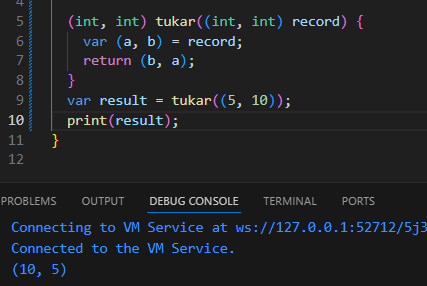 4
5 (int, int) tukar((int, int) record) {
6 var (a, b) = record;
7 return (b, a);
8 }
9 var result = tukar((5, 10));
10 print(result);
11 }
12
PROBLEMS OUTPUT DEBUG CONSOLE TERMINAL PORTS
Connecting to VM Service at ws://127.0.0.1:52712/5j3
Connected to the VM Service.
(10, 5)